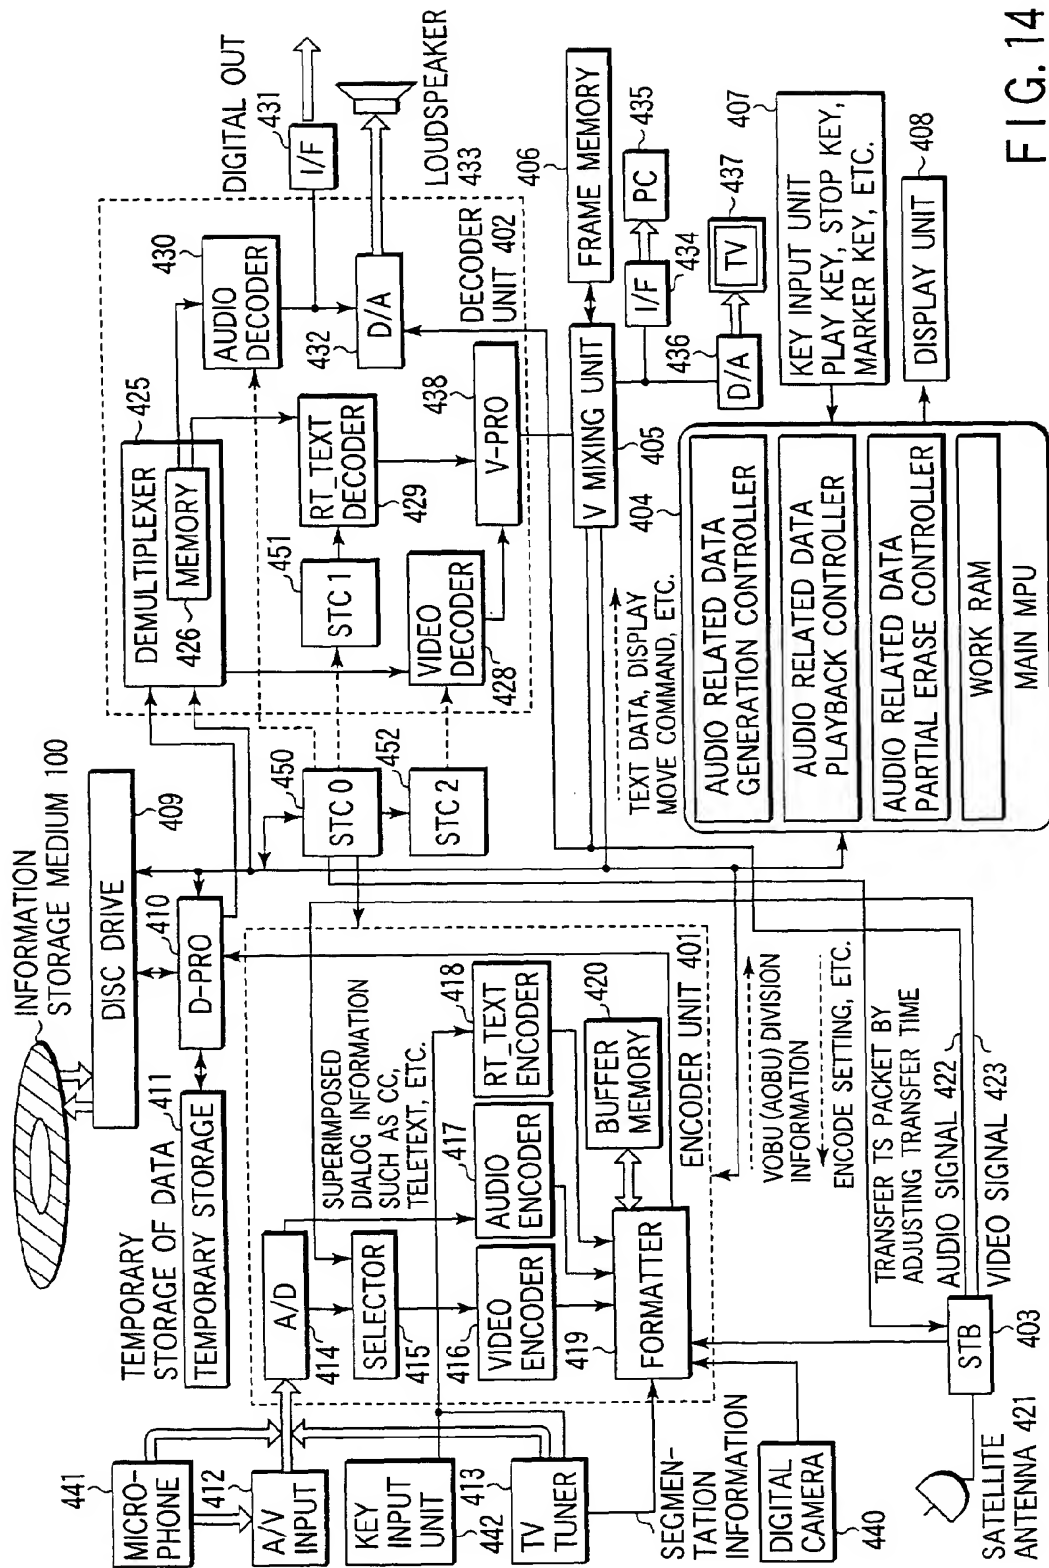 INFORMATION
STORAGE MEDIUM 100
409
DISC DRIVE
410
D-PRO
TEMPORARY
STORAGE OF DATA
411
TEMPORARY STORAGE
450
STC 0
452
STC 2
DECODER
UNIT 402
425
DEMULTIPLEXER
426
MEMORY
430
AUDIO
DECODER
451
STC 1
RT_TEXT
DECODER
429
VIDEO
DECODER
428
432
D/A
438
V-PRO
DIGITAL OUT
431
I/F
LOUDSPEAKER
433
406
FRAME MEMORY
V MIXING UNIT
405
435
PC
I/F
434
437
TV
436
D/A
TEXT DATA, DISPLAY
MOVE COMMAND, ETC.
407
KEY INPUT UNIT
PLAY KEY, STOP KEY,
MARKER KEY, ETC.
408
DISPLAY UNIT
404
AUDIO RELATED DATA
GENERATION CONTROLLER
AUDIO RELATED DATA
PLAYBACK CONTROLLER
AUDIO RELATED DATA
PARTIAL ERASE CONTROLLER
WORK RAM
MAIN MPU
441
MICRO-
PHONE
412
A/V
INPUT
KEY
INPUT
UNIT
442
413
TV
TUNER
SEGMEN-
TATION
INFORMATION
DIGITAL
CAMERA
440
SATELLITE
ANTENNA 421
STB
403
A/D
414
SELECTOR
415
416
VIDEO
ENCODER
SUPERIMPOSED
DIALOG INFORMATION
SUCH AS CC,
TELETEXT, ETC.
417
AUDIO
ENCODER
418
RT_TEXT
ENCODER
419
FORMATTER
420
BUFFER
MEMORY
ENCODER UNIT 401
VOBU (AOBU) DIVISION
INFORMATION
ENCODE SETTING, ETC.
TRANSFER TS PACKET BY
ADJUSTING TRANSFER TIME
AUDIO SIGNAL 422
VIDEO SIGNAL 423
FIG. 14